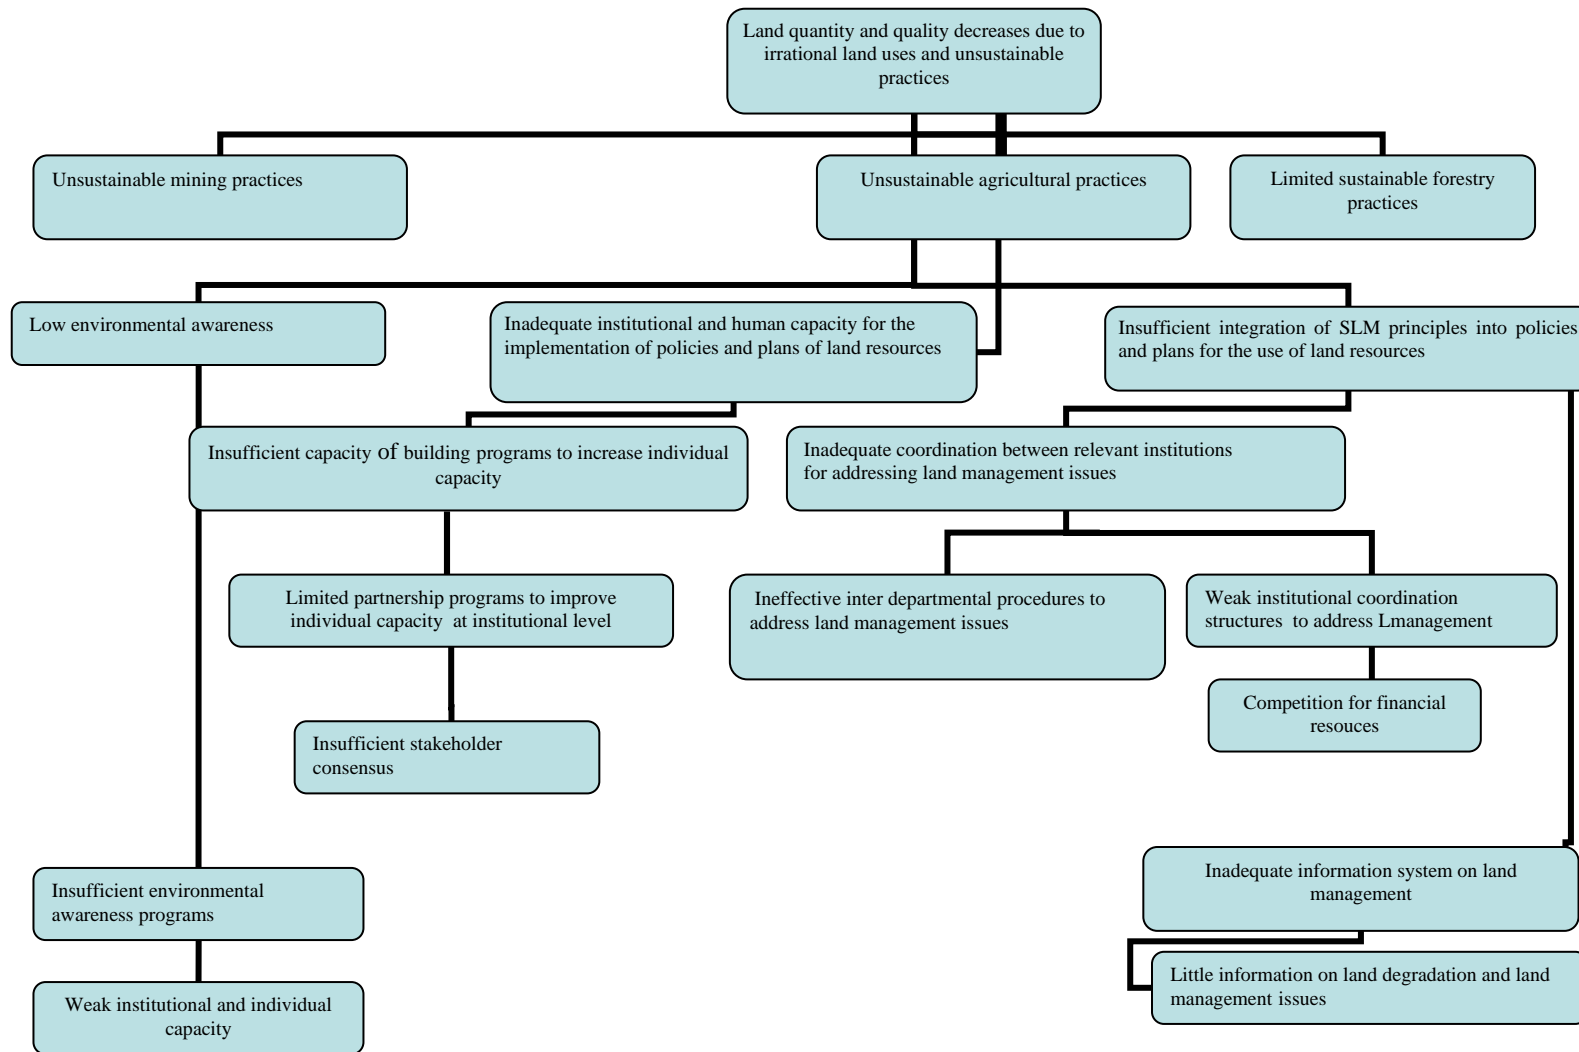 Land quantity and quality decreases due to
irrational land uses and unsustainable
practices
Unsustainable mining practices
Unsustainable agricultural practices
Limited sustainable forestry
practices
Low environmental awareness
Inadequate institutional and human capacity for the
implementation of policies and plans of land resources
Insufficient integration of SLM principles into policies
and plans for the use of land resources
Insufficient capacity of building programs to increase individual
capacity
Inadequate coordination between relevant institutions
for addressing land management issues
Limited partnership programs to improve
individual capacity at institutional level
Ineffective inter departmental procedures to
address land management issues
Weak institutional coordination
structures to address Lmanagement
Insufficient stakeholder
consensus
Competition for financial
resouces
Insufficient environmental
awareness programs
Inadequate information system on land
management
Weak institutional and individual
capacity
Little information on land degradation and land
management issues